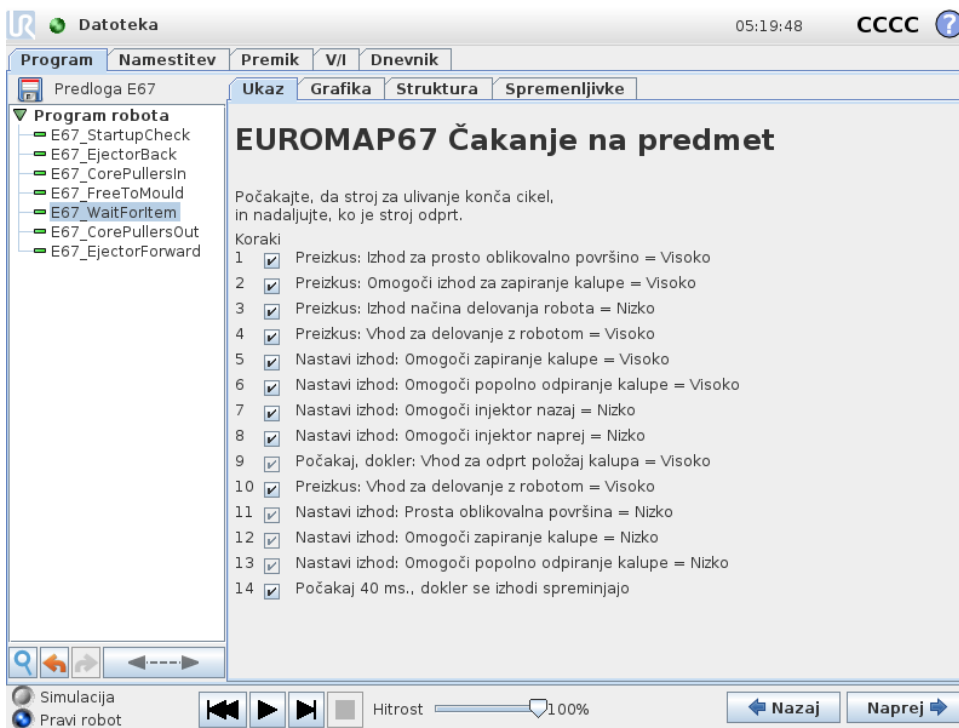 UR Datoteka 05:19:48 CCCC ?
Program Namestitev Premik V/I Dnevnik
Predloga E67
Ukaz Grafika Struktura Spremenljivke
Program robota
E67_StartupCheck
E67_EjectorBack
E67_CorePullersIn
E67_FreeToMould
E67_WaitForItem
E67_CorePullersOut
E67_EjectorForward
EUROMAP67 Čakanje na predmet
Počakajte, da stroj za ulivanje konča cikel,
in nadaljujte, ko je stroj odprt.
Koraki
1 Preizkus: Izhod za prosto oblikovalno površino = Visoko
2 Preizkus: Omogoči izhod za zapiranje kalupe = Visoko
3 Preizkus: Izhod načina delovanja robota = Nizko
4 Preizkus: Vhod za delovanje z robotom = Visoko
5 Nastavi izhod: Omogoči zapiranje kalupe = Visoko
6 Nastavi izhod: Omogoči popolno odpiranje kalupe = Visoko
7 Nastavi izhod: Omogoči injektor nazaj = Nizko
8 Nastavi izhod: Omogoči injektor naprej = Nizko
9 Počakaj, dokler: Vhod za odprt položaj kalupa = Visoko
10 Preizkus: Vhod za delovanje z robotom = Visoko
11 Nastavi izhod: Prosta oblikovalna površina = Nizko
12 Nastavi izhod: Omogoči zapiranje kalupe = Nizko
13 Nastavi izhod: Omogoči popolno odpiranje kalupe = Nizko
14 Počakaj 40 ms., dokler se izhodi spreminjajo
Simulacija
Pravi robot
Hitrost 100%
Nazaj Naprej